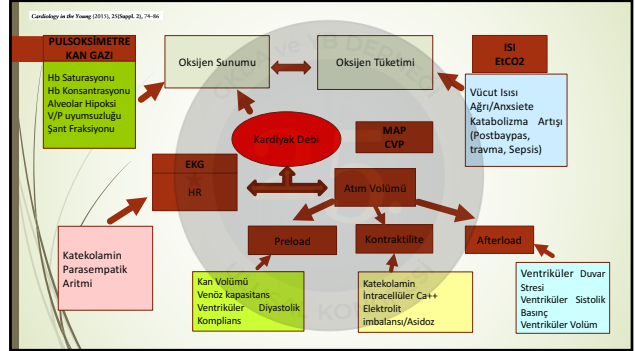 Cardiology in the Young (2015), 25(Suppl. 2), 74–86
PULSOKSİMETRE
KAN GAZI
Hb Saturasyonu
Hb Konsantrasyonu
Alveolar Hipoksi
V/P uyumsuzluğu
Şant Fraksiyonu
Oksijen Sunumu
Oksijen Tüketimi
ISI
EtCO2
Vücut Isısı
Ağrı/Anxsiete
Katabolizma Artışı
(Postbaypas,
travma, Sepsis)
Kardiyak Debi
MAP
CVP
EKG
HR
Atım Volümü
Katekolamin
Parasempatik
Aritmi
Preload
Kontraktilite
Afterload
Kan Volümü
Venöz kapasitans
Ventriküler Diyastolik
Komplians
Katekolamin
İntracellüler Ca++
Elektrolit
imbalansı/Asidoz
Ventriküler Duvar
Stresi
Ventriküler Sistolik
Basınç
Ventriküler Volüm